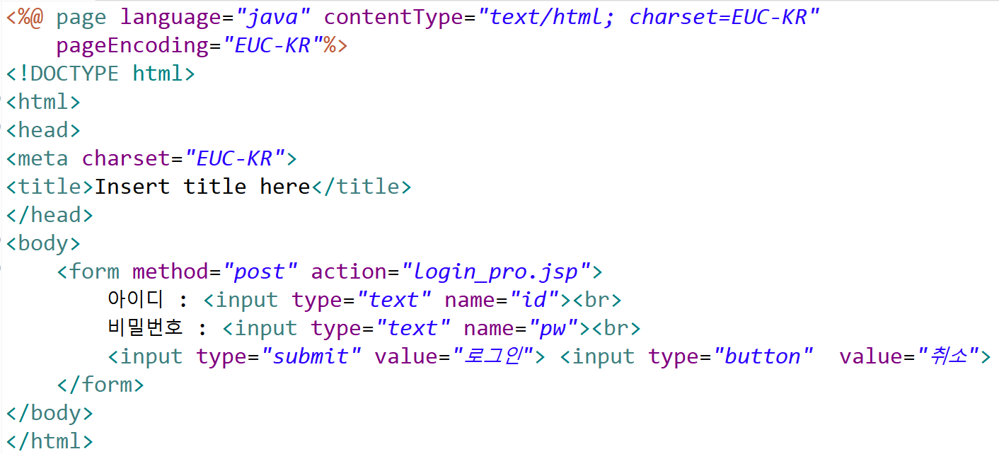 <%@ page language="java" contentType="text/html; charset=EUC-KR"
    pageEncoding="EUC-KR"%>
<!DOCTYPE html>
<html>
<head>
<meta charset="EUC-KR">
<title>Insert title here</title>
</head>
<body>
    <form method="post" action="login_pro.jsp">
        아이디 : <input type="text" name="id"><br>
        비밀번호 : <input type="text" name="pw"><br>
        <input type="submit" value="로그인"> <input type="button"  value="취소">
    </form>
</body>
</html>